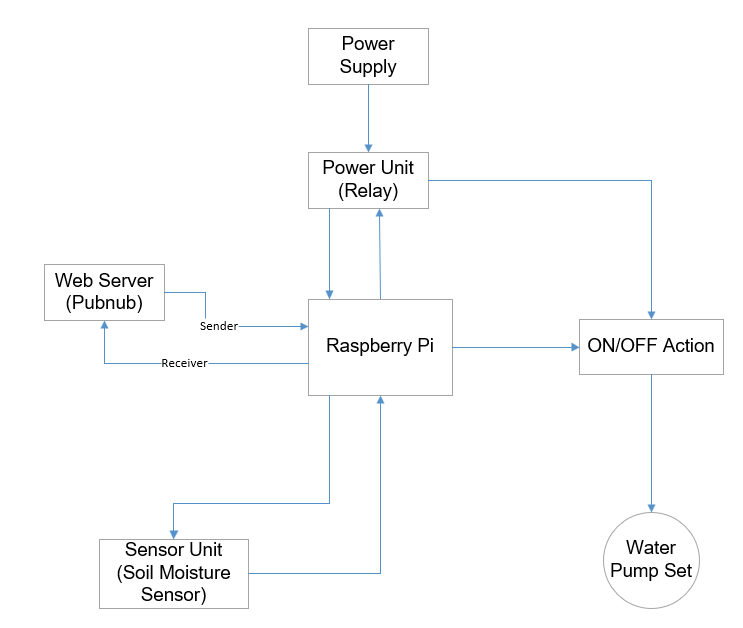 Power
Supply
Power Unit
(Relay)
Web Server
(Pubnub)
Sender
Receiver
Raspberry Pi
ON/OFF Action
Sensor Unit
(Soil Moisture
Sensor)
Water
Pump Set